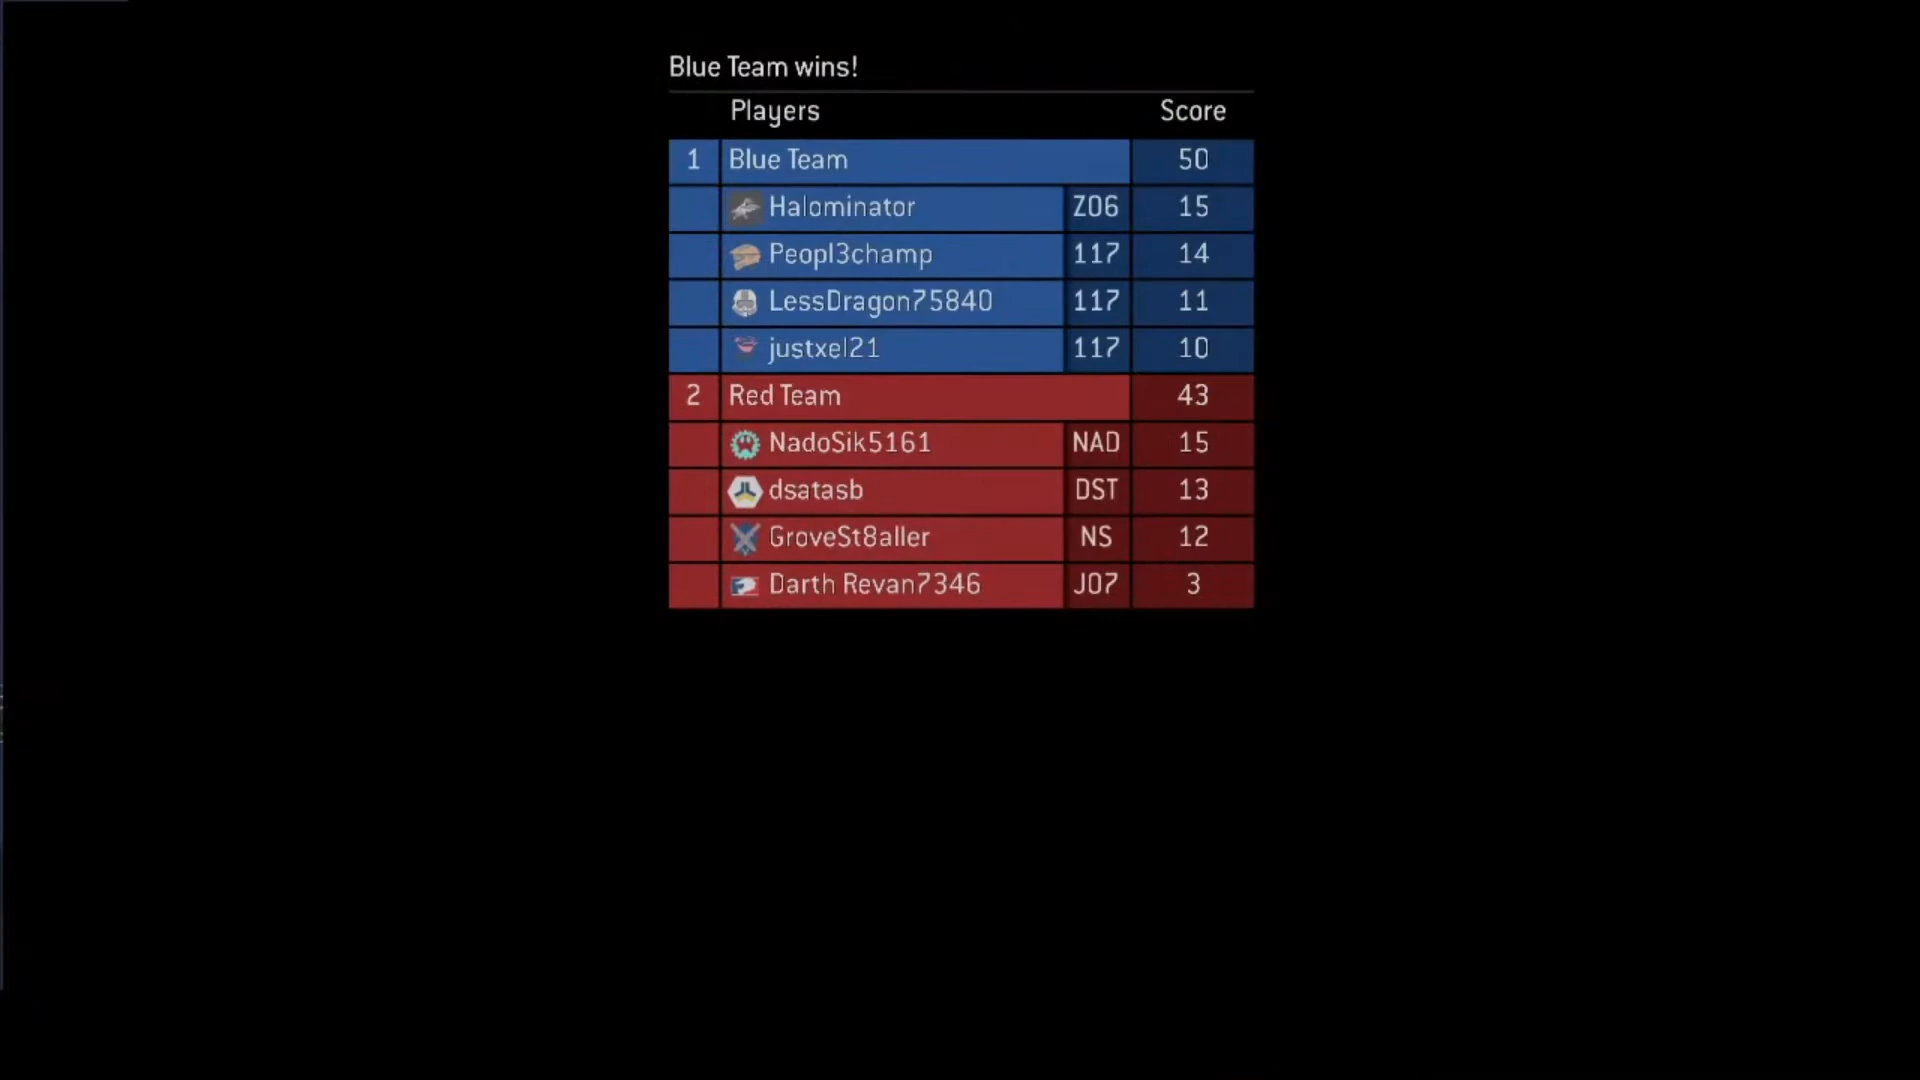 Blue Team wins!
Players Score
1 Blue Team 50
Halominator Z06 15
Peopl3champ 117 14
LessDragon75840 117 11
justxel21 117 10
2 Red Team 43
NadoSik5161 NAD 15
dsatasb DST 13
GroveSt8aller NS 12
Darth Revan7346 J07 3